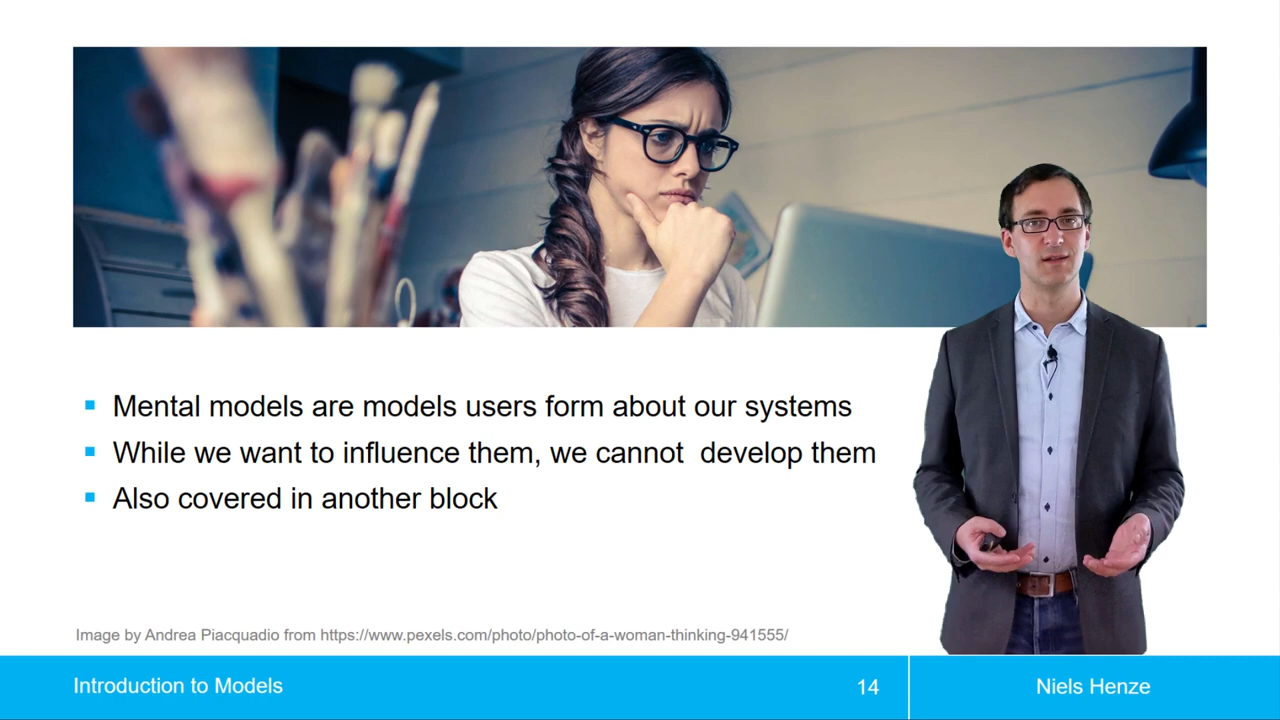 Mental models are models users form about our systems
While we want to influence them, we cannot  develop them
Also covered in another block
Image by Andrea Piacquadio from https://www.pexels.com/photo/photo-of-a-woman-thinking-941555/
Introduction to Models
14
Niels Henze